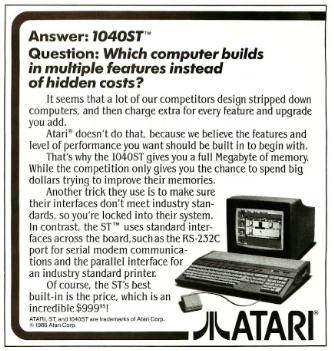 Answer: 1040ST™
Question: Which computer builds
in multiple features instead
of hidden costs?
It seems that a lot of our competitors design stripped down
computers, and then charge extra for every feature and upgrade
you add.
Atari® doesn't do that, because we believe the features and
level of performance you want should be built in to begin with.
That's why the 1040ST gives you a full Megabyte of memory.
While the competition only gives you the chance to spend big
dollars trying to improve their memories.
Another trick they use is to make sure
their interfaces don't meet industry stan-
dards, so you're locked into their system.
In contrast, the ST™ uses standard inter-
faces across the board, such as the RS-232C
port for serial modem communica-
tions and the parallel interface for
an industry standard printer.
Of course, the ST's best
built-in is the price, which is an
incredible $999⁹⁵!
ATARI, ST, and 1040ST are trademarks of Atari Corp.
© 1986 Atari Corp.
ATARI®